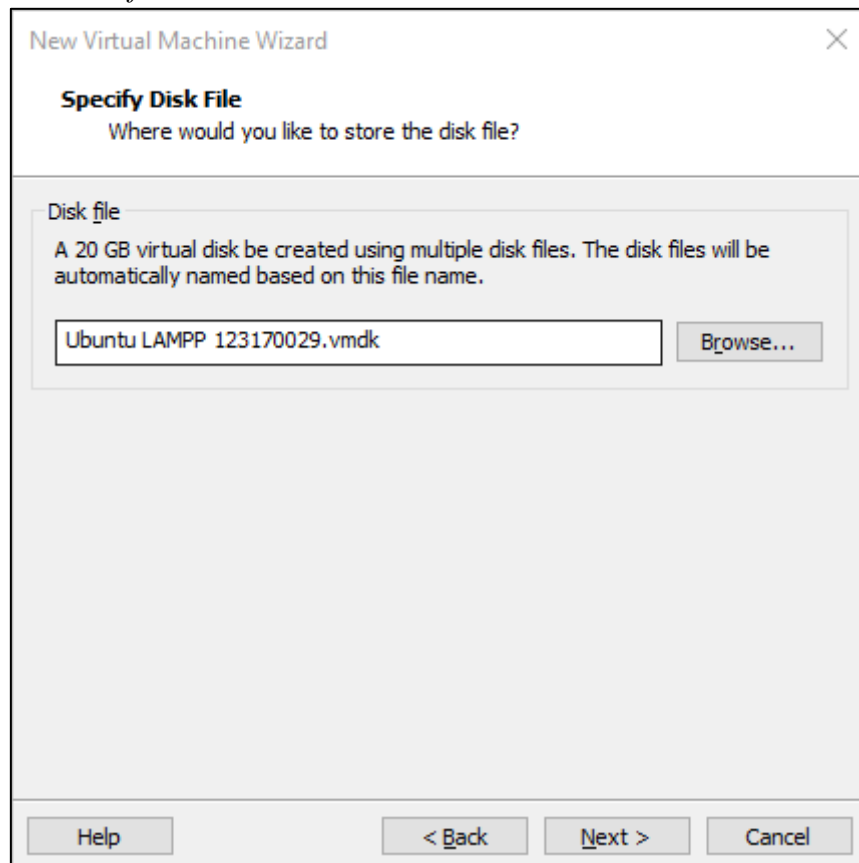 New Virtual Machine Wizard
Specify Disk File
Where would you like to store the disk file?
Disk file
A 20 GB virtual disk be created using multiple disk files. The disk files will be
automatically named based on this file name.
Ubuntu LAMPP 123170029.vmdk
Browse...
Help
< Back
Next >
Cancel